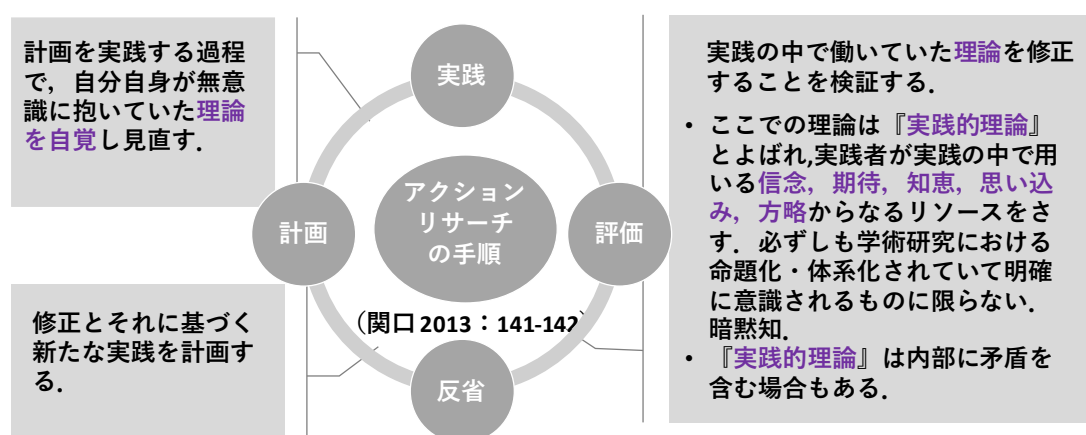 計画を実践する過程
で，自分自身が無意
識に抱いていた理論
を自覚し見直す．
修正とそれに基づく
新たな実践を計画す
る．
実践
計画
アクション
リサーチ
の手順
評価
（関口2013：141-142）
反省
実践の中で働いていた理論を修正
することを検証する．
• ここでの理論は『実践的理論』
とよばれ,実践者が実践の中で用
いる信念，期待，知恵，思い込
み，方略からなるリソースをさ
す．必ずしも学術研究における
命題化・体系化されていて明確
に意識されるものに限らない．
暗黙知．
• 『実践的理論』は内部に矛盾を
含む場合もある．